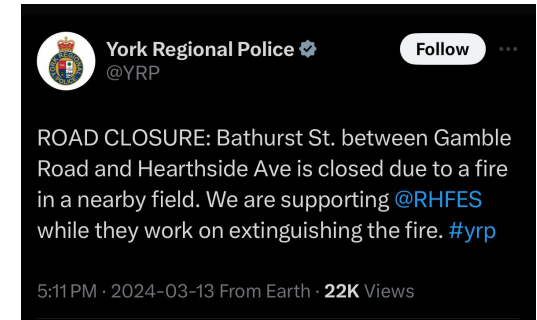 York Regional Police
@YRP
Follow
ROAD CLOSURE: Bathurst St. between Gamble
Road and Hearthside Ave is closed due to a fire
in a nearby field. We are supporting @RHFES
while they work on extinguishing the fire. #yrp
5:11 PM · 2024-03-13 From Earth · 22K Views